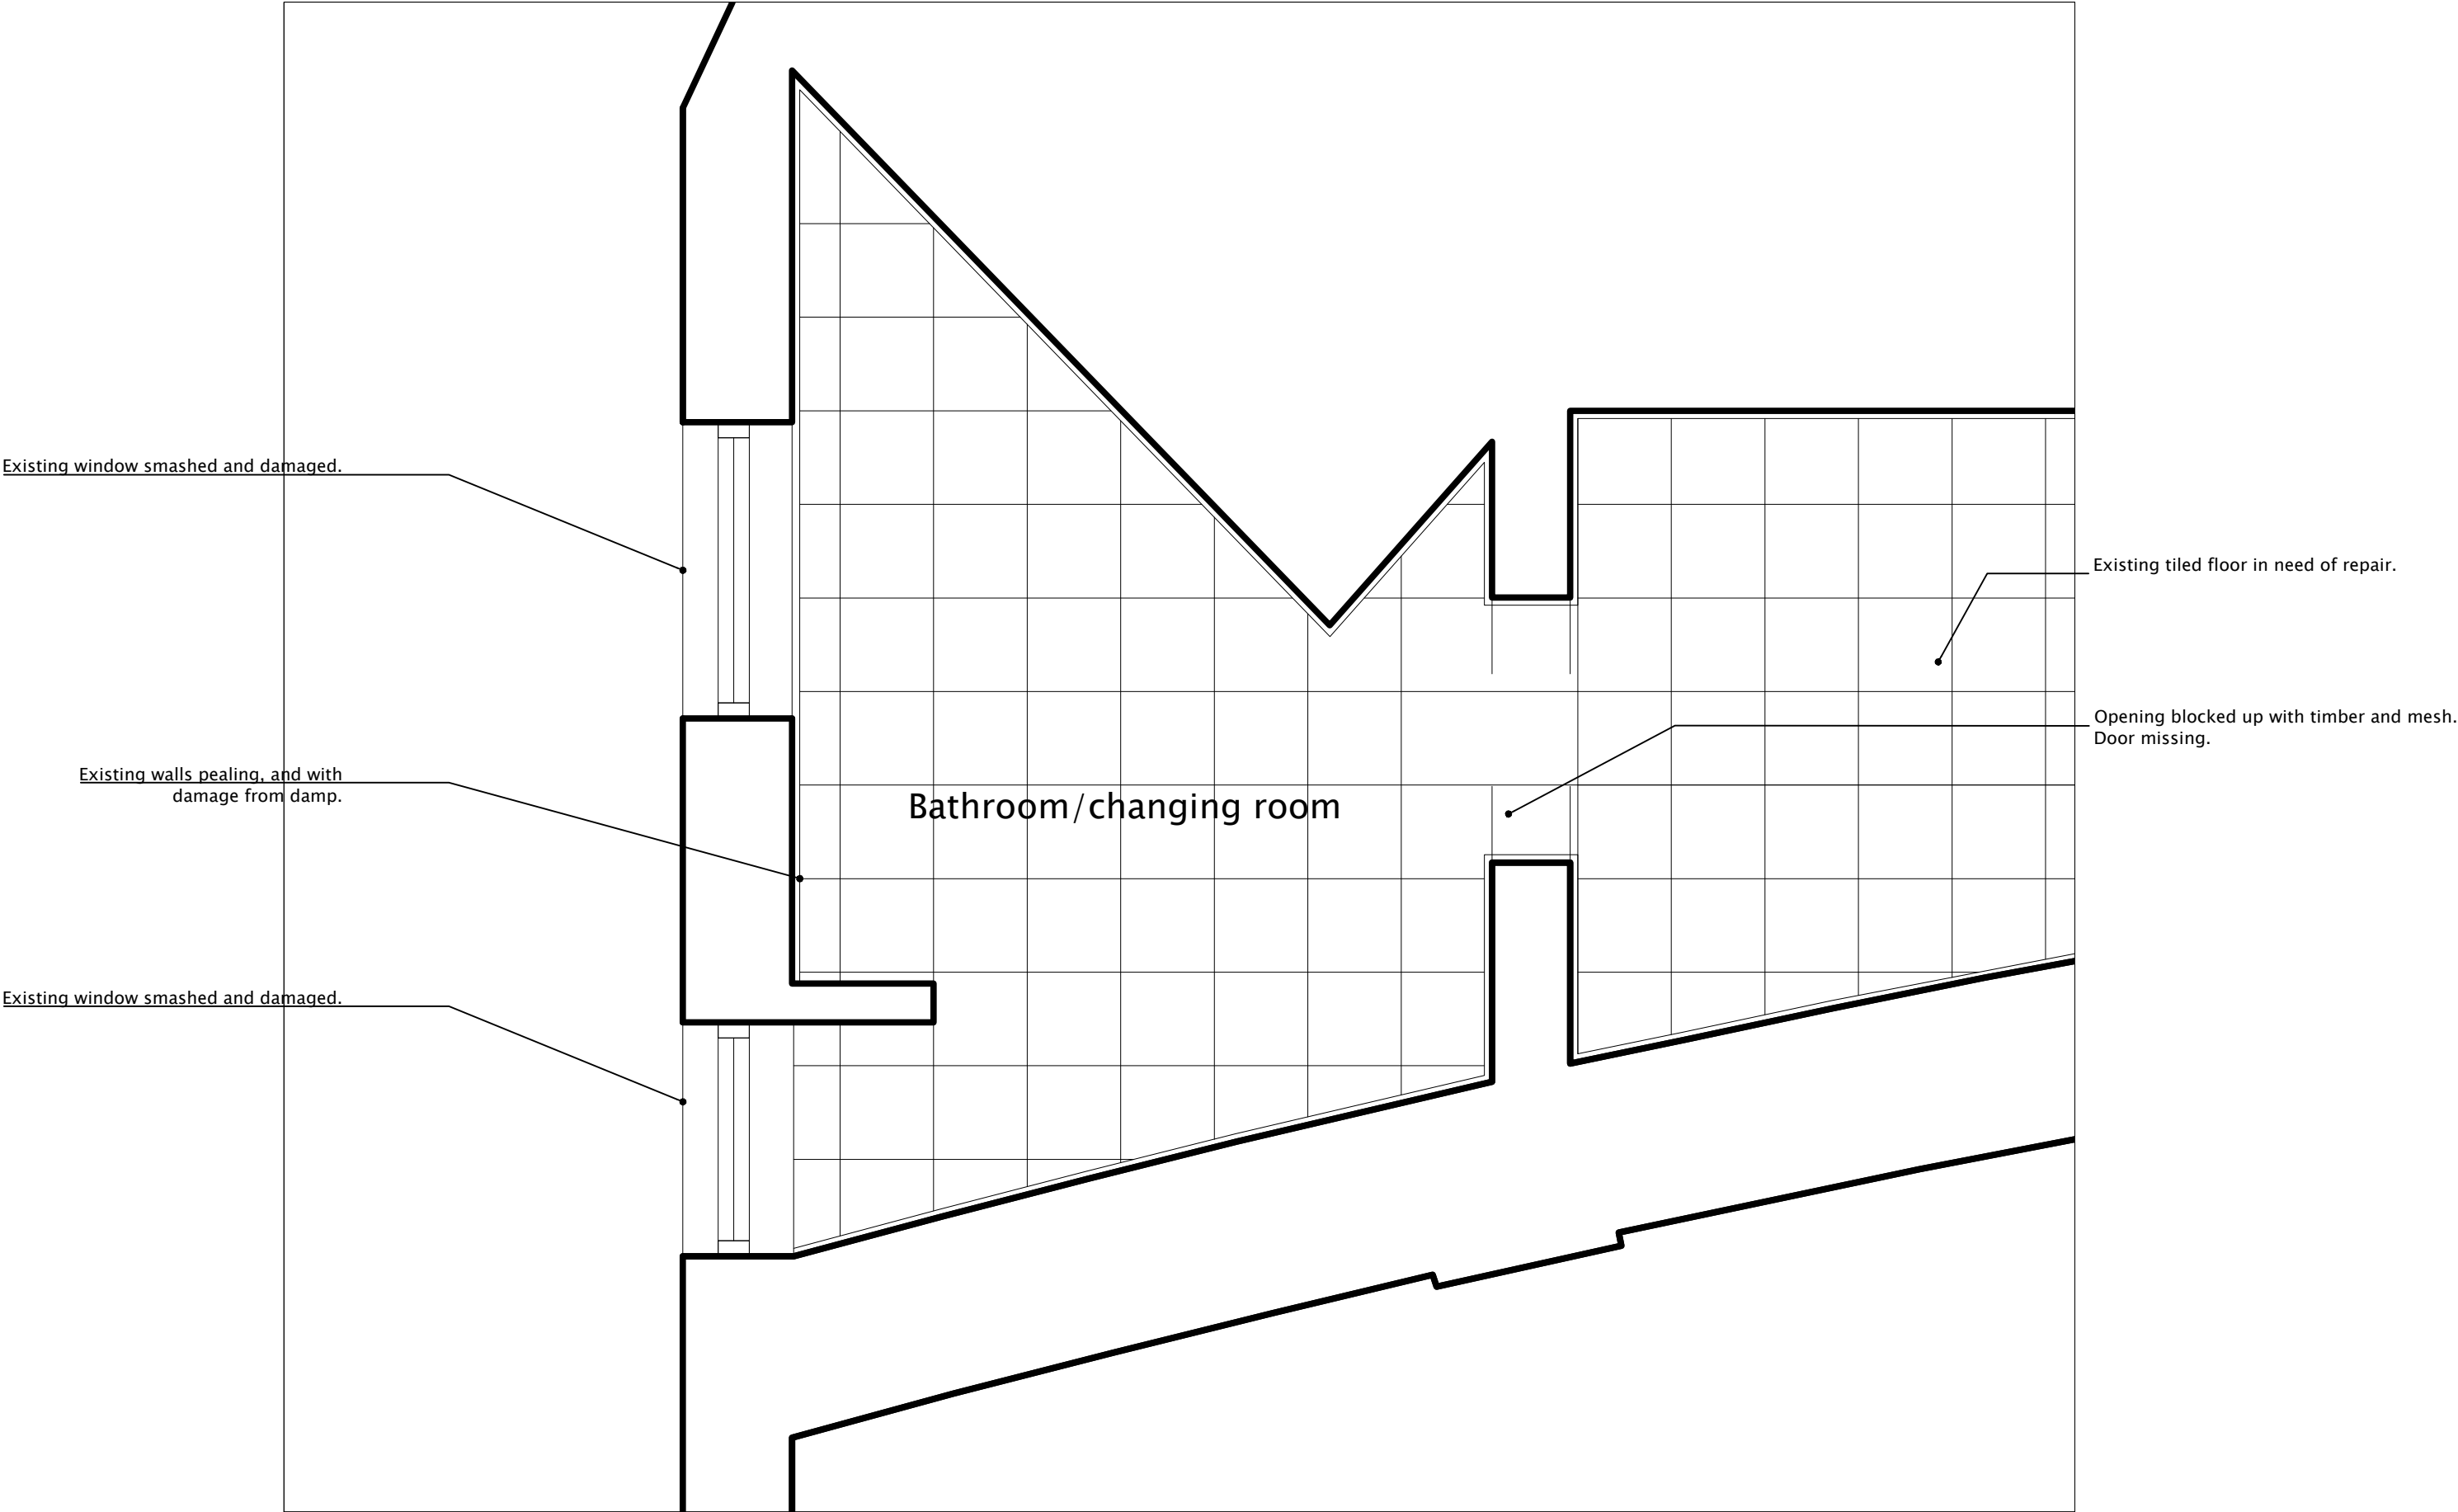 Existing window smashed and damaged.
Existing tiled floor in need of repair.
Opening blocked up with timber and mesh.
Door missing.
Existing walls pealing, and with
damage from damp.
Bathroom/changing room
Existing window smashed and damaged.